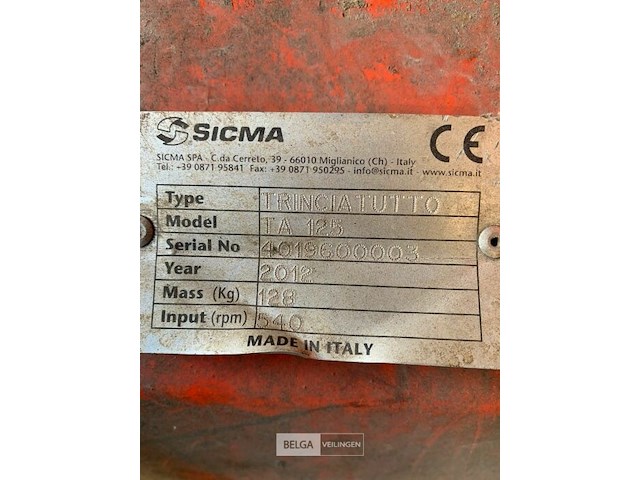 SICMA CE
SICMA SPA - C.da Cerreto, 39 - 66010 Miglianico (Ch) - Italy
Tel.: +39 0871 95841 Fax: +39 0871 950295 - info@sicma.it - www.sicma.it
Type TRINCIATUTTO
Model TA 125
Serial No 4019600003
Year 2012
Mass (Kg) 128
Input (rpm) 540
MADE IN ITALY
BELGA VEILINGEN